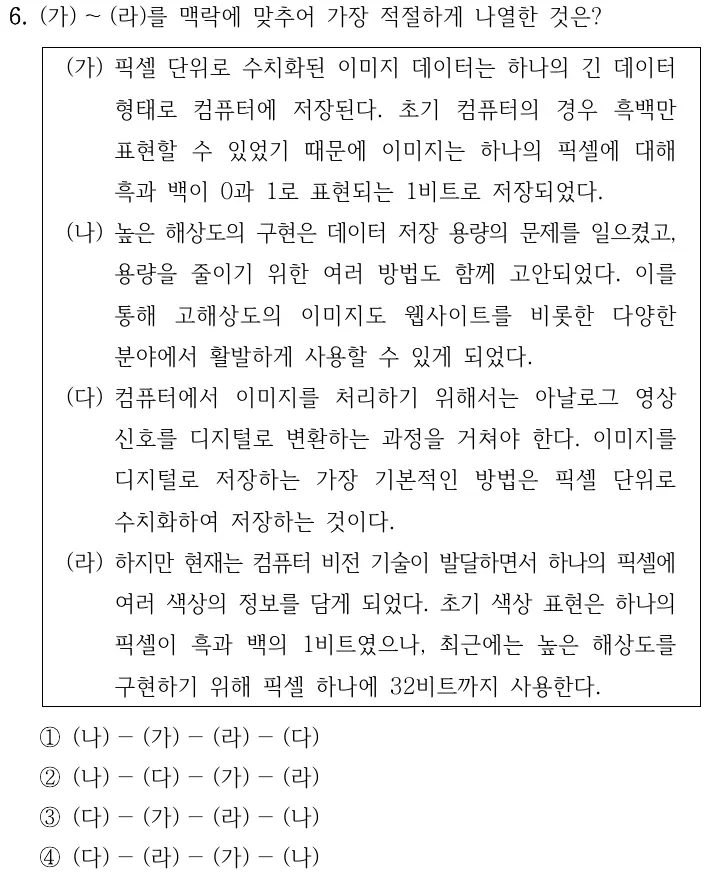 6. (가) ~ (라)를 맥락에 맞추어 가장 적절하게 나열한 것은?
(가) 픽셀 단위로 수치화된 이미지 데이터는 하나의 긴 데이터
형태로 컴퓨터에 저장된다. 초기 컴퓨터의 경우 흑백만
표현할 수 있었기 때문에 이미지는 하나의 픽셀에 대해
흑과 백이 0과 1로 표현되는 1비트로 저장되었다.
(나) 높은 해상도의 구현은 데이터 저장 용량의 문제를 일으켰고,
용량을 줄이기 위한 여러 방법도 함께 고안되었다. 이를
통해 고해상도의 이미지도 웹사이트를 비롯한 다양한
분야에서 활발하게 사용할 수 있게 되었다.
(다) 컴퓨터에서 이미지를 처리하기 위해서는 아날로그 영상
신호를 디지털로 변환하는 과정을 거쳐야 한다. 이미지를
디지털로 저장하는 가장 기본적인 방법은 픽셀 단위로
수치화하여 저장하는 것이다.
(라) 하지만 현재는 컴퓨터 비전 기술이 발달하면서 하나의 픽셀에
여러 색상의 정보를 담게 되었다. 초기 색상 표현은 하나의
픽셀이 흑과 백의 1비트였으나, 최근에는 높은 해상도를
구현하기 위해 픽셀 하나에 32비트까지 사용한다.
① (나) - (가) - (라) - (다)
② (나) - (다) - (가) - (라)
③ (다) - (가) - (라) - (나)
④ (다) - (라) - (가) - (나)